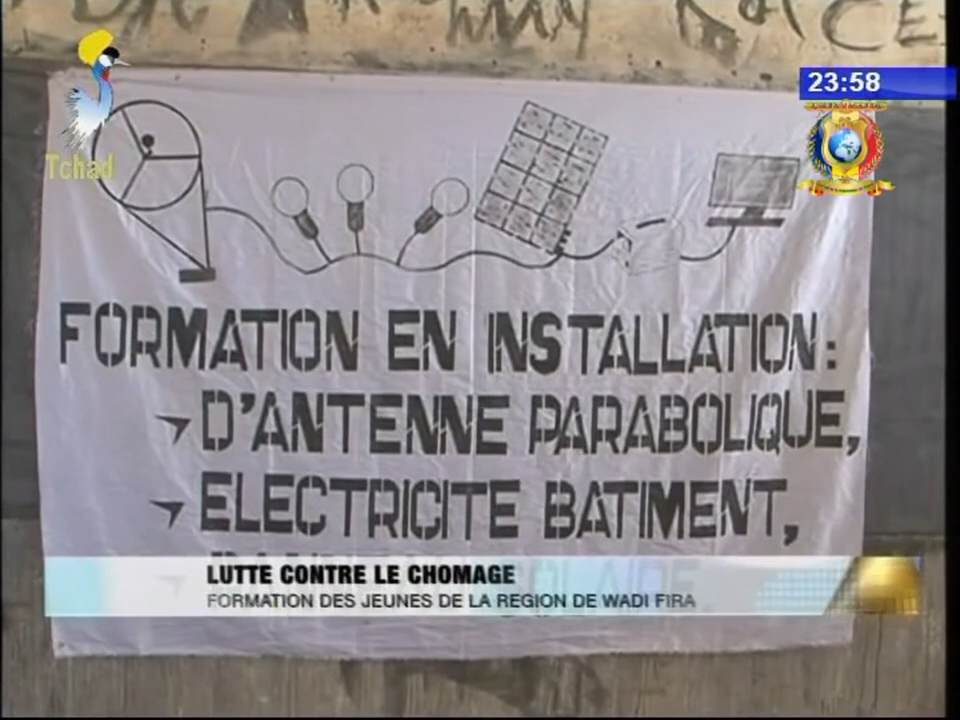 23:58
Tchad
FORMATION EN INSTALLATION:
D'ANTENNE PARABOLIQUE,
ELECTRICITE BATIMENT,
SOLAIRE
LUTTE CONTRE LE CHOMAGE
FORMATION DES JEUNES DE LA REGION DE WADI FIRA